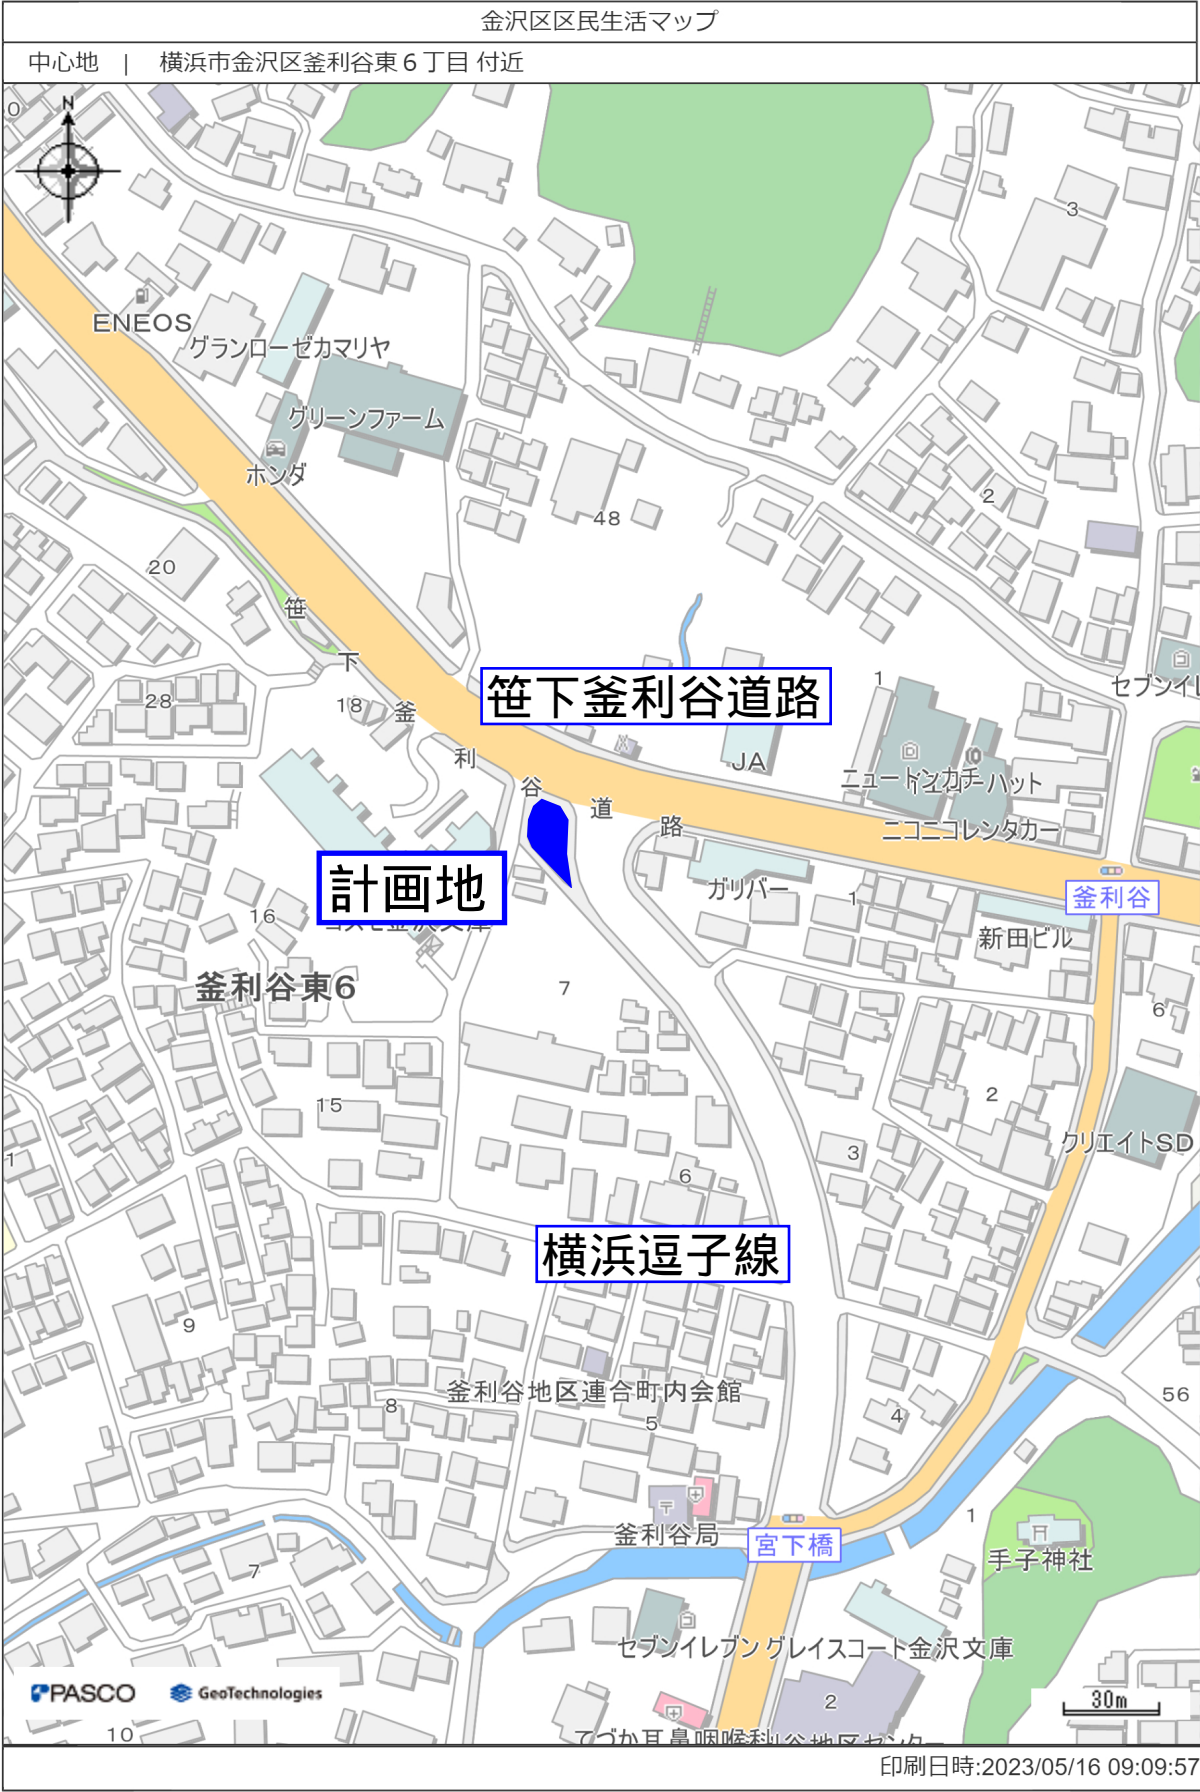 金沢区区民生活マップ
中心地 | 横浜市金沢区釜利谷東６丁目 付近
N
3
ENEOS
グランローゼカマリヤ
グリーンファーム
ホンダ
2
48
20
笹下釜利谷道路
28
18
笹下釜利谷道路
1
セブンイレ
JA
ニュートンカチ
ハット
ニコニコレンタカー
ガリバー
1
釜利谷
新田ビル
計画地
16
釜利谷東6
7
6
15
2
クリエイトSD
3
1
6
横浜逗子線
9
釜利谷地区連合町内会館
8
5
4
56
釜利谷局
宮下橋
1
手子神社
7
セブンイレブン
グレイスコート金沢文庫
PASCO
GeoTechnologies
2
30m
10
てづか耳鼻咽喉科
印刷日時:2023/05/16 09:09:57